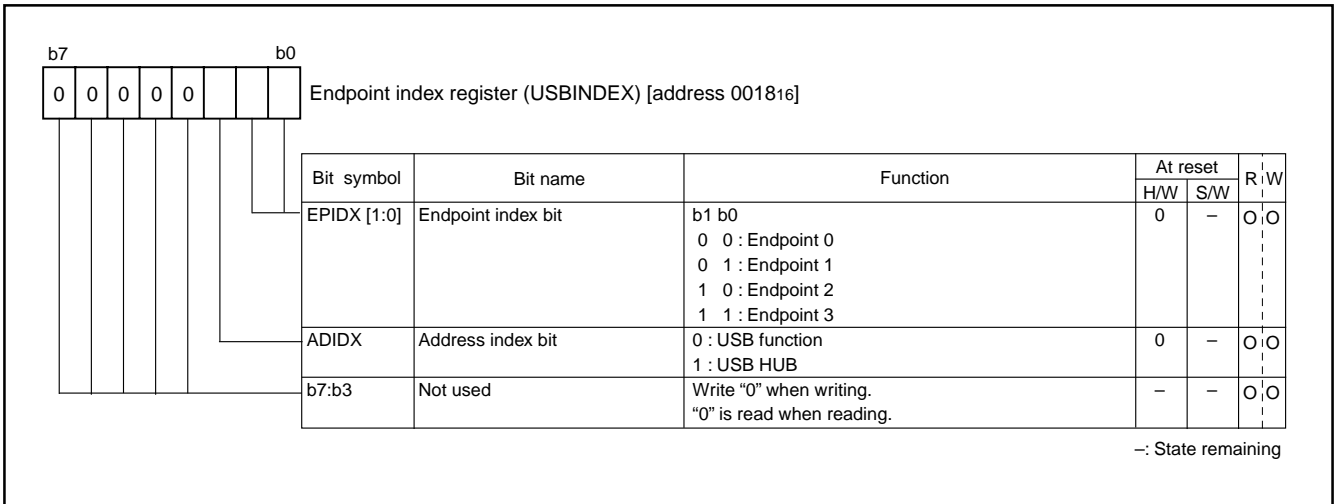 b7 b0
0 0 0 0 0
Endpoint index register (USBINDEX) [address 001816]
Bit symbol Bit name Function At reset R W
H/W S/W
EPIDX [1:0] Endpoint index bit b1 b0 0 – O O
0 0 : Endpoint 0
0 1 : Endpoint 1
1 0 : Endpoint 2
1 1 : Endpoint 3
ADIDX Address index bit 0 : USB function 0 – O O
1 : USB HUB
b7:b3 Not used Write “0” when writing. – – O O
“0” is read when reading.
–: State remaining